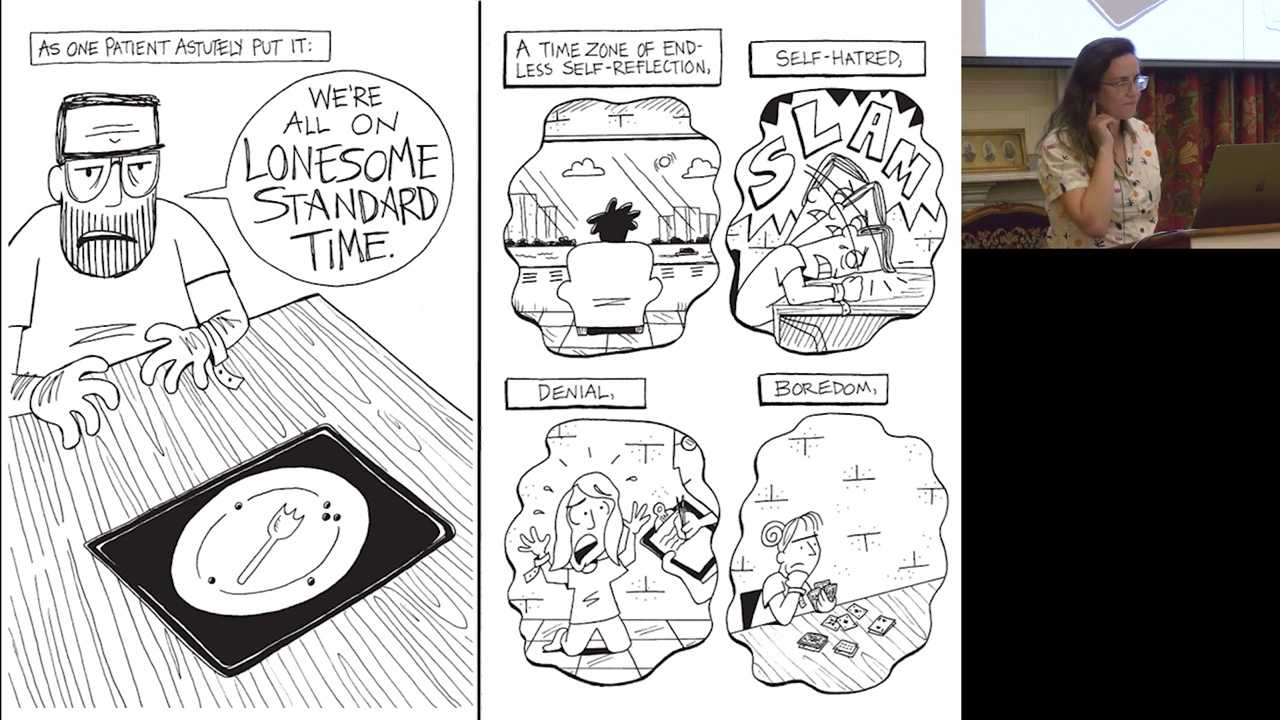 AS ONE PATIENT ASTUTELY PUT IT:
WE'RE
ALL ON
LONESOME
STANDARD
TIME.
A TIME ZONE OF END-
LESS SELF-REFLECTION,
SELF-HATRED,
SLAM
DENIAL,
BOREDOM,